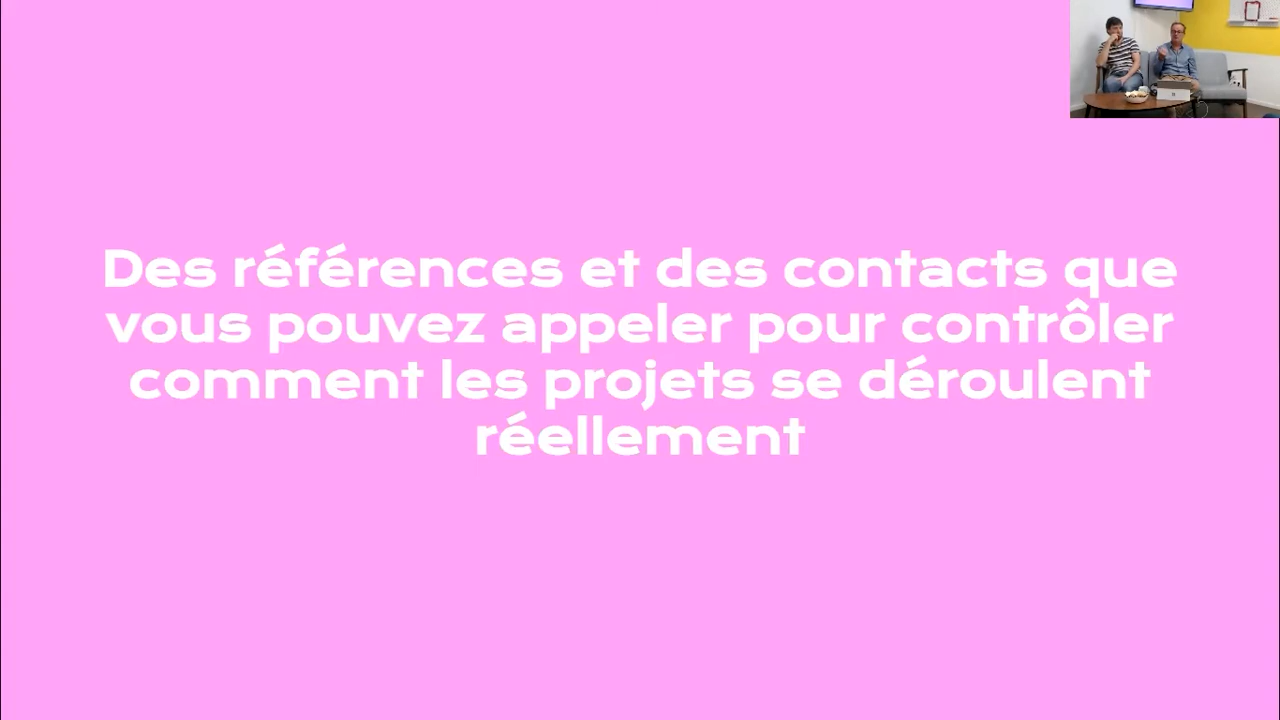 Des références et des contacts que
vous pouvez appeler pour contrôler
comment les projets se déroulent
réellement